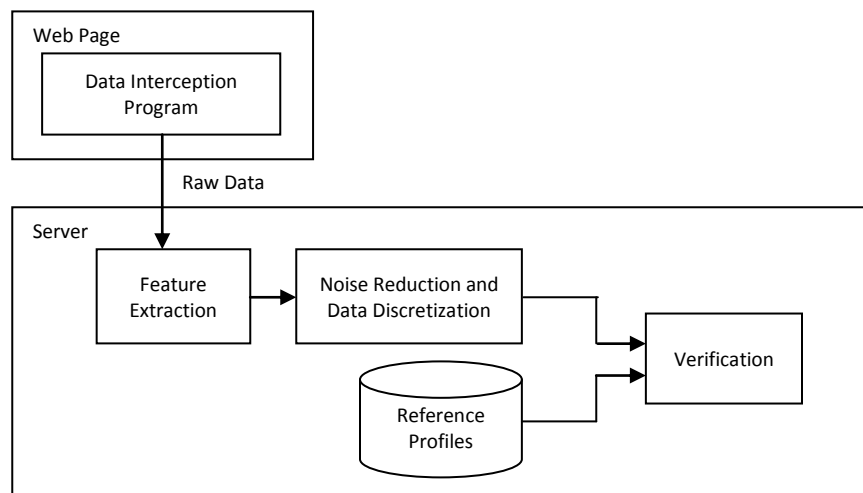 Web Page
Data Interception
Program
Raw Data
Server
Feature
Extraction
Noise Reduction and
Data Discretization
Verification
Reference
Profiles